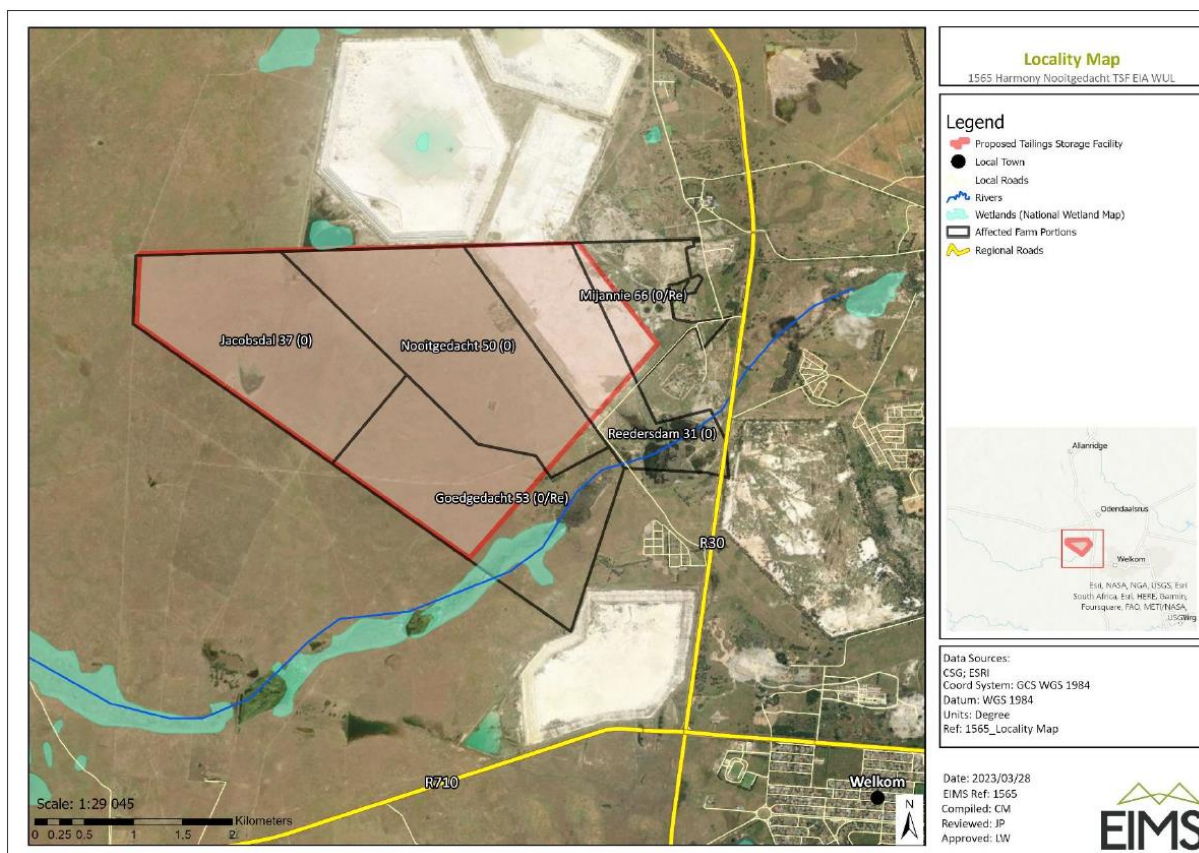 Locality Map
1565 Harmony Nooitgedacht TSF EIA WUL
Legend
Proposed Tailings Storage Facility
Local Town
Local Roads
Rivers
Wetlands (National Wetland Map)
Affected Farm Portions
Regional Roads
Mijannie 66 (0/Re)
Jacobsdal 37 (0)
Nooitgedacht 50 (0)
Reedersdam 31 (0)
Goedgedacht 53 (0/Re)
R30
R710
Welkom
Scale: 1:29 045
Kilometers
0 0.25 0.5 1 1.5 2
N
Allanridge
Odendaalsrus
Welkom
Esri, NASA, NGA, USGS, Esri
South Africa, Esri, HERE, Garmin,
Foursquare, FAO, METI/NASA,
USGS
Data Sources:
CSG; ESRI
Coord System: GCS WGS 1984
Datum: WGS 1984
Units: Degree
Ref: 1565_Locality Map
Date: 2023/03/28
EIMS Ref: 1565
Compiled: CM
Reviewed: JP
Approved: LW
EIMS